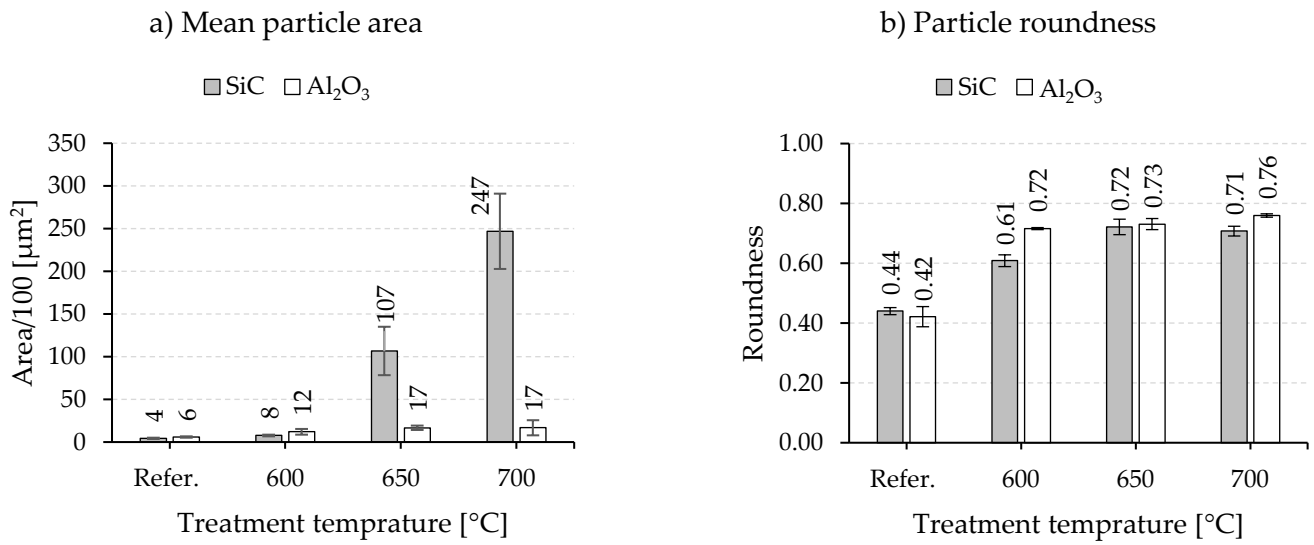 a) Mean particle area
SiC Al₂O₃
350
300
250
200
150
100
50
0
Area/100 [µm²]
4 6 8 12 107 17 247 17
Refer. 600 650 700
Treatment temprature [°C]
b) Particle roundness
SiC Al₂O₃
1.00
0.80
0.60
0.40
0.20
0.00
Roundness
0.44 0.42 0.61 0.72 0.72 0.73 0.71 0.76
Refer. 600 650 700
Treatment temprature [°C]